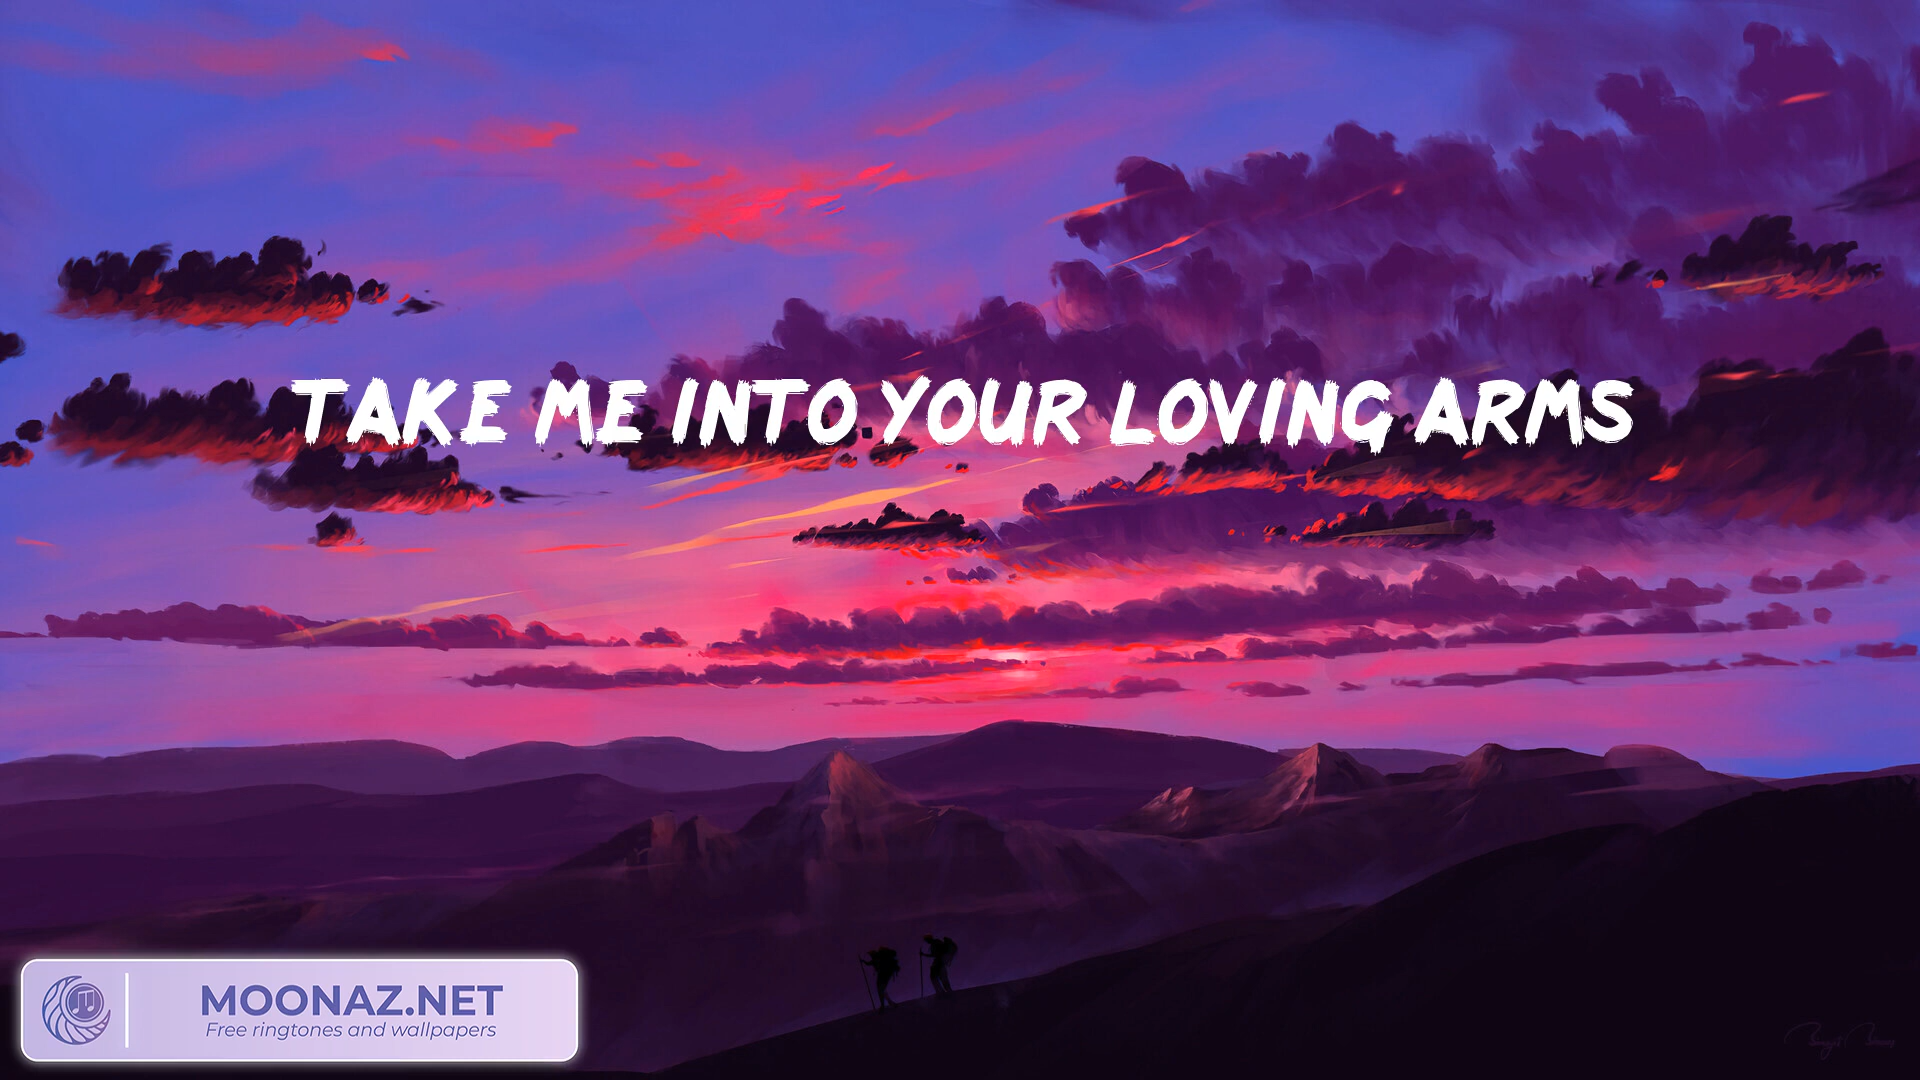 TAKE ME INTO YOUR LOVING ARMS
MOONAZ.NET
Free ringtones and wallpapers